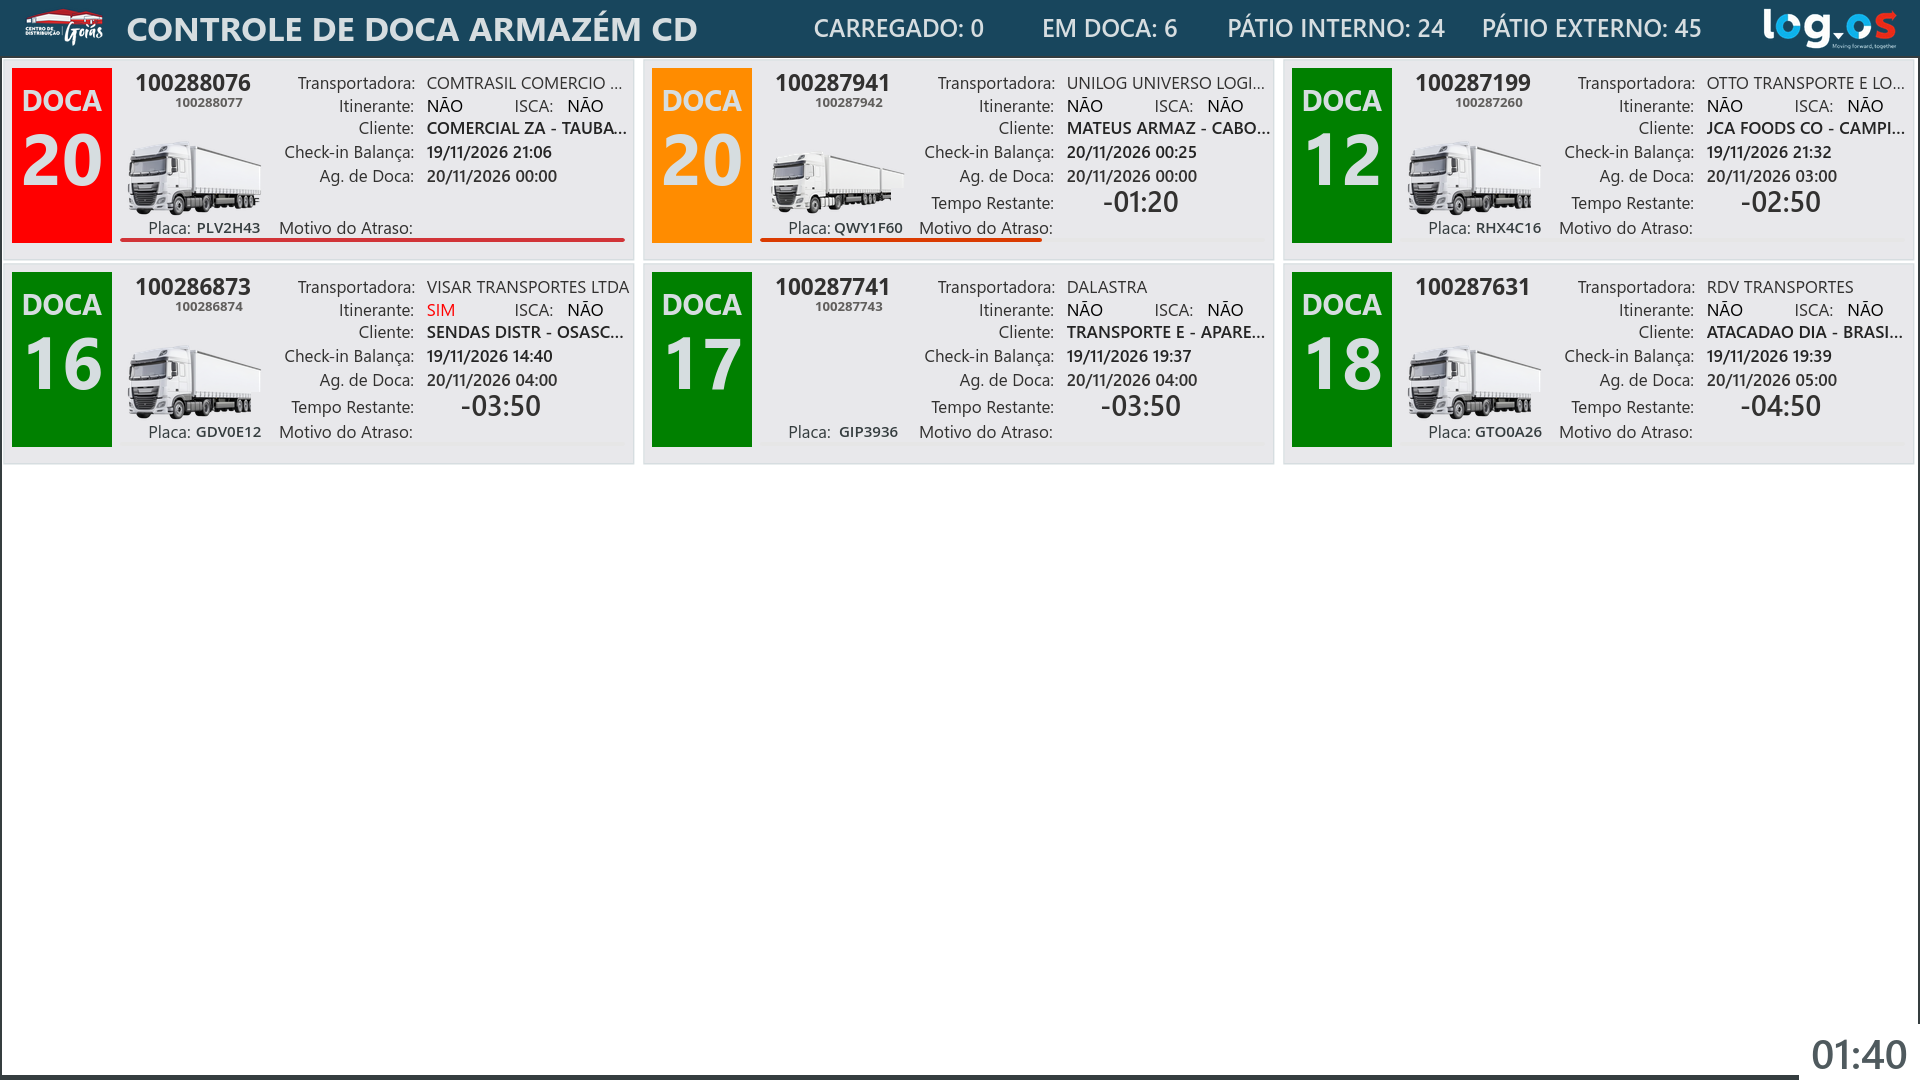 CENTRO DE DISTRIBUIÇÃO Goiás
CONTROLE DE DOCA ARMAZÉM CD
CARREGADO: 0
EM DOCA: 6
PÁTIO INTERNO: 24
PÁTIO EXTERNO: 45
log.os
Moving forward, together
DOCA
20
100288076
100288077
Transportadora: COMTRASIL COMERCIO ...
Itinerante: NÃO ISCA: NÃO
Cliente: COMERCIAL ZA - TAUBA...
Check-in Balança: 19/11/2026 21:06
Ag. de Doca: 20/11/2026 00:00
Placa: PLV2H43 Motivo do Atraso:
DOCA
20
100287941
100287942
Transportadora: UNILOG UNIVERSO LOGI...
Itinerante: NÃO ISCA: NÃO
Cliente: MATEUS ARMAZ - CABO...
Check-in Balança: 20/11/2026 00:25
Ag. de Doca: 20/11/2026 00:00
Tempo Restante: -01:20
Placa: QWY1F60 Motivo do Atraso:
DOCA
12
100287199
100287260
Transportadora: OTTO TRANSPORTE E LO...
Itinerante: NÃO ISCA: NÃO
Cliente: JCA FOODS CO - CAMPI...
Check-in Balança: 19/11/2026 21:32
Ag. de Doca: 20/11/2026 03:00
Tempo Restante: -02:50
Placa: RHX4C16 Motivo do Atraso:
DOCA
16
100286873
100286874
Transportadora: VISAR TRANSPORTES LTDA
Itinerante: SIM ISCA: NÃO
Cliente: SENDAS DISTR - OSASC...
Check-in Balança: 19/11/2026 14:40
Ag. de Doca: 20/11/2026 04:00
Tempo Restante: -03:50
Placa: GDV0E12 Motivo do Atraso:
DOCA
17
100287741
100287743
Transportadora: DALASTRA
Itinerante: NÃO ISCA: NÃO
Cliente: TRANSPORTE E - APARE...
Check-in Balança: 19/11/2026 19:37
Ag. de Doca: 20/11/2026 04:00
Tempo Restante: -03:50
Placa: GIP3936 Motivo do Atraso:
DOCA
18
100287631
Transportadora: RDV TRANSPORTES
Itinerante: NÃO ISCA: NÃO
Cliente: ATACADAO DIA - BRASI...
Check-in Balança: 19/11/2026 19:39
Ag. de Doca: 20/11/2026 05:00
Tempo Restante: -04:50
Placa: GTO0A26 Motivo do Atraso:
01:40